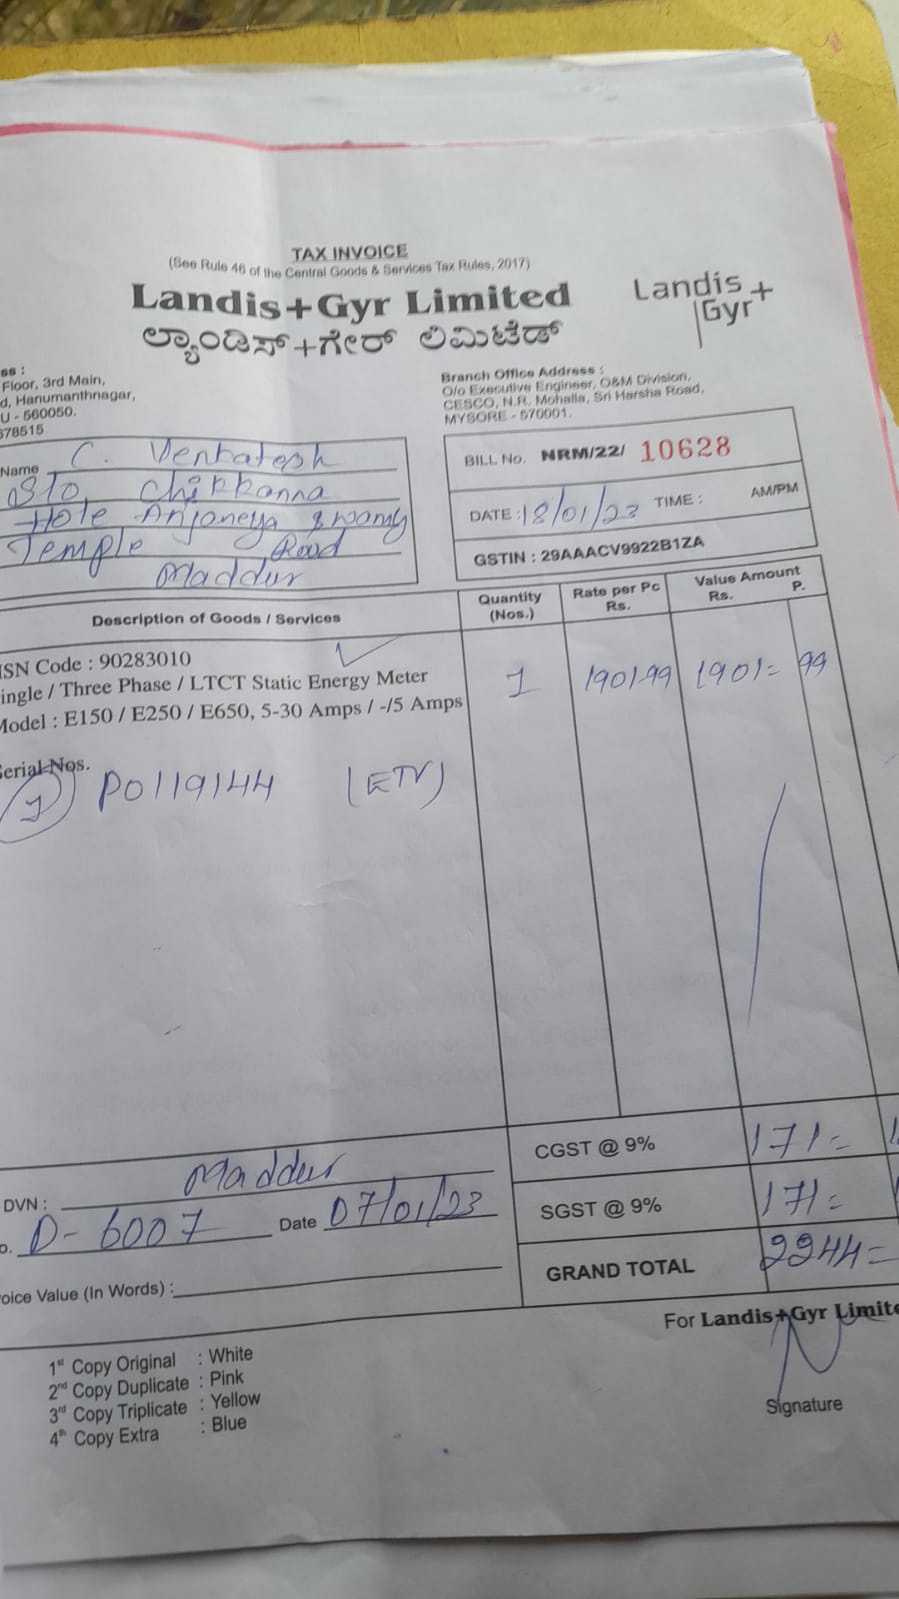 TAX INVOICE
(See Rule 46 of the Central Goods & Services Tax Rules, 2017)
Landis+Gyr Limited
ಲ್ಯಾಂಡಿಸ್+ಗೇರ್ ಲಿಮಿಟೆಡ್
Landis+
Gyr
ss :
Floor, 3rd Main,
d, Hanumanthnagar,
U - 560050.
378515
Branch Office Address :
O/o Executive Engineer, O&M Division,
CESCO, N.R. Mohalla, Sri Harsha Road,
MYSORE - 570001.
Name C. Venkatesh
S/o Chikkanna
Hole Anjaneya swamy
Temple Road
Maddur
BILL No. NRM/22/ 10628
DATE : 18/01/23 TIME : AM/PM
GSTIN : 29AAACV9922B1ZA
Description of Goods / Services
Quantity
(Nos.)
Rate per Pc
Rs.
Value Amount
Rs. P.
ISN Code : 90283010
ingle / Three Phase / LTCT Static Energy Meter
Model : E150 / E250 / E650, 5-30 Amps / -/5 Amps
1 1901-99 1901= 99
Serial Nos.
1 P0119144 (ETV)
CGST @ 9% 171=
SGST @ 9% 171=
GRAND TOTAL 2244=
DVN : Maddur
o. D- 6007 Date 07/01/23
oice Value (In Words) :
For Landis+Gyr Limite
Signature
1st Copy Original : White
2nd Copy Duplicate : Pink
3rd Copy Triplicate : Yellow
4th Copy Extra : Blue